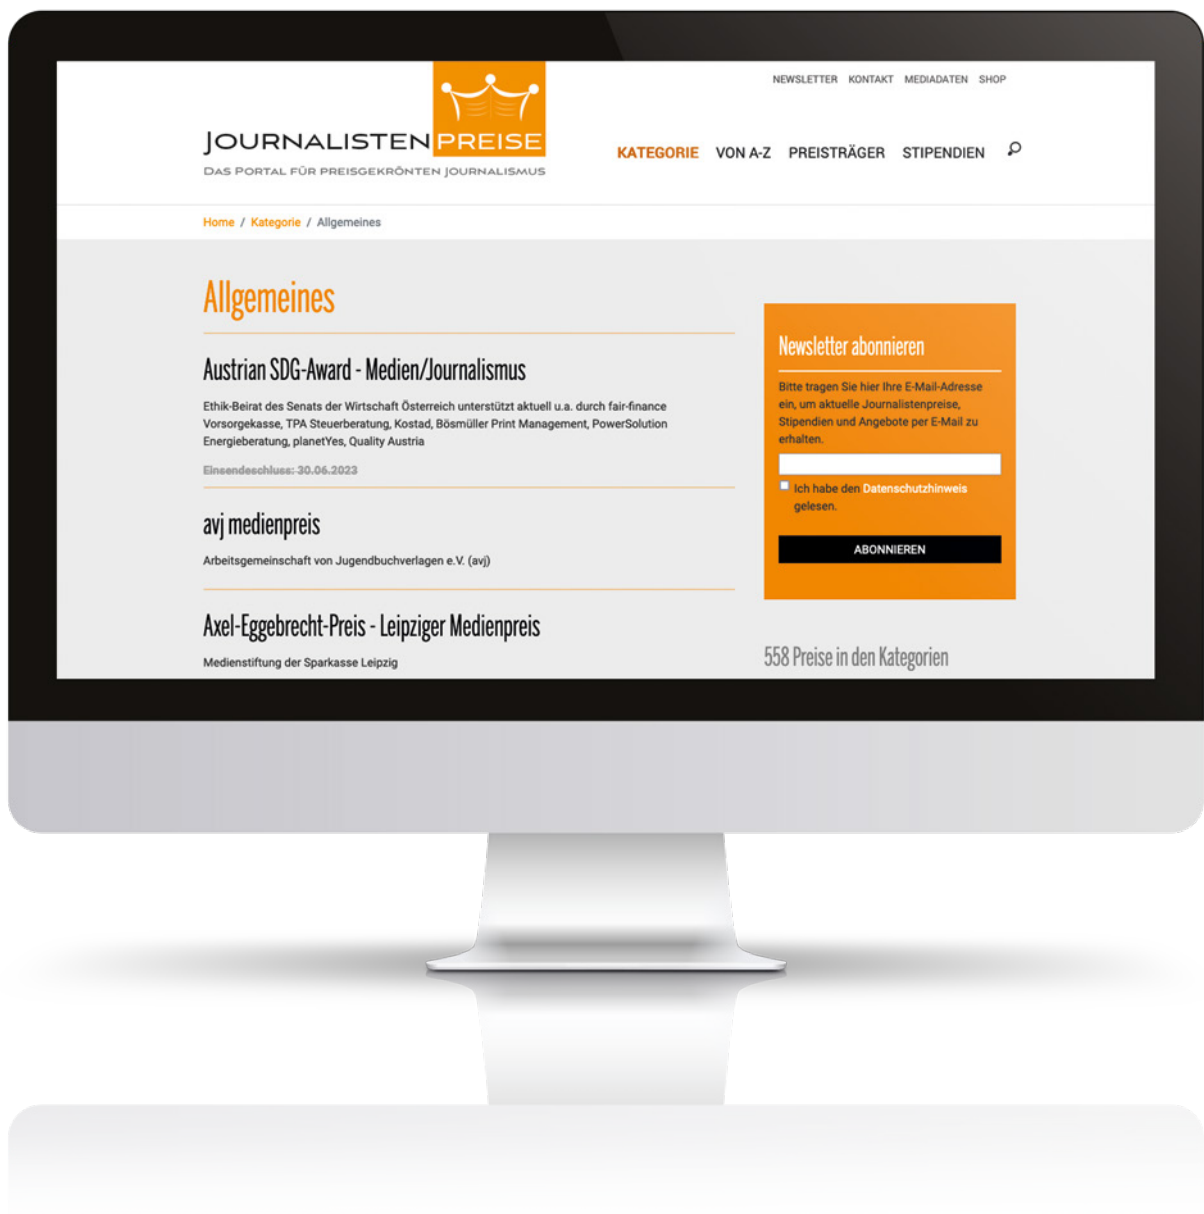 NEWSLETTER KONTAKT MEDIADATEN SHOP
JOURNALISTENPREISE
DAS PORTAL FÜR PREISGEKRÖNTEN JOURNALISMUS
KATEGORIE VON A-Z PREISTRÄGER STIPENDIEN
Home / Kategorie / Allgemeines
Allgemeines
Austrian SDG-Award - Medien/Journalismus
Ethik-Beirat des Senats der Wirtschaft Österreich unterstützt aktuell u.a. durch fair-finance
Vorsorgekasse, TPA Steuerberatung, Kostad, Bösmüller Print Management, PowerSolution
Energieberatung, planetYes, Quality Austria
Einsendeschluss: 30.06.2023
avj medienpreis
Arbeitsgemeinschaft von Jugendbuchverlagen e.V. (avj)
Axel-Eggebrecht-Preis - Leipziger Medienpreis
Medienstiftung der Sparkasse Leipzig
Newsletter abonnieren
Bitte tragen Sie hier Ihre E-Mail-Adresse
ein, um aktuelle Journalistenpreise,
Stipendien und Angebote per E-Mail zu
erhalten.
Ich habe den Datenschutzhinweis
gelesen.
ABONNIEREN
558 Preise in den Kategorien